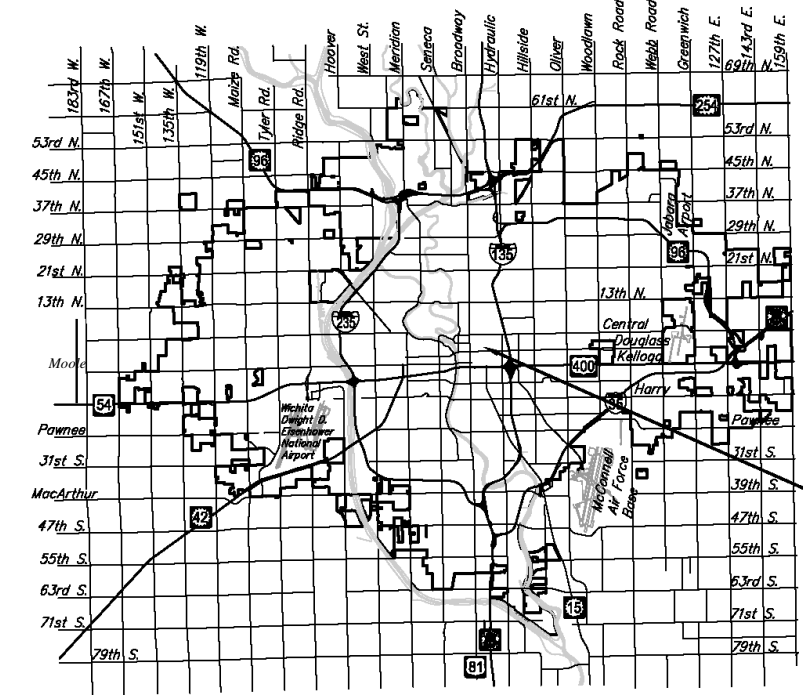 183rd W.
167th W.
151st W.
135th W.
119th W.
Maize Rd.
Tyler Rd.
Ridge Rd.
Hoover
West St.
Meridian
Seneca
Broadway
Hydraulic
Hillside
Oliver
Woodlawn
Rock Road
Webb Road
Greenwich
127th E.
143rd E.
159th E.
69th N.
61st N.
254
53rd N.
53rd N.
96
45th N.
45th N.
37th N.
37th N.
Jabara
Airport
29th N.
29th N.
135
96
21st N.
21st N.
13th N.
13th N.
235
Central
Douglass
Kellogg
Moole
400
Harry
54
35
Wichita
Dwight D.
Eisenhower
National
Airport
Pawnee
Pawnee
31st S.
31st S.
McConnell
Air Force
Base
MacArthur
39th S.
42
47th S.
47th S.
55th S.
55th S.
63rd S.
63rd S.
15
71st S.
71st S.
79th S.
79th S.
81